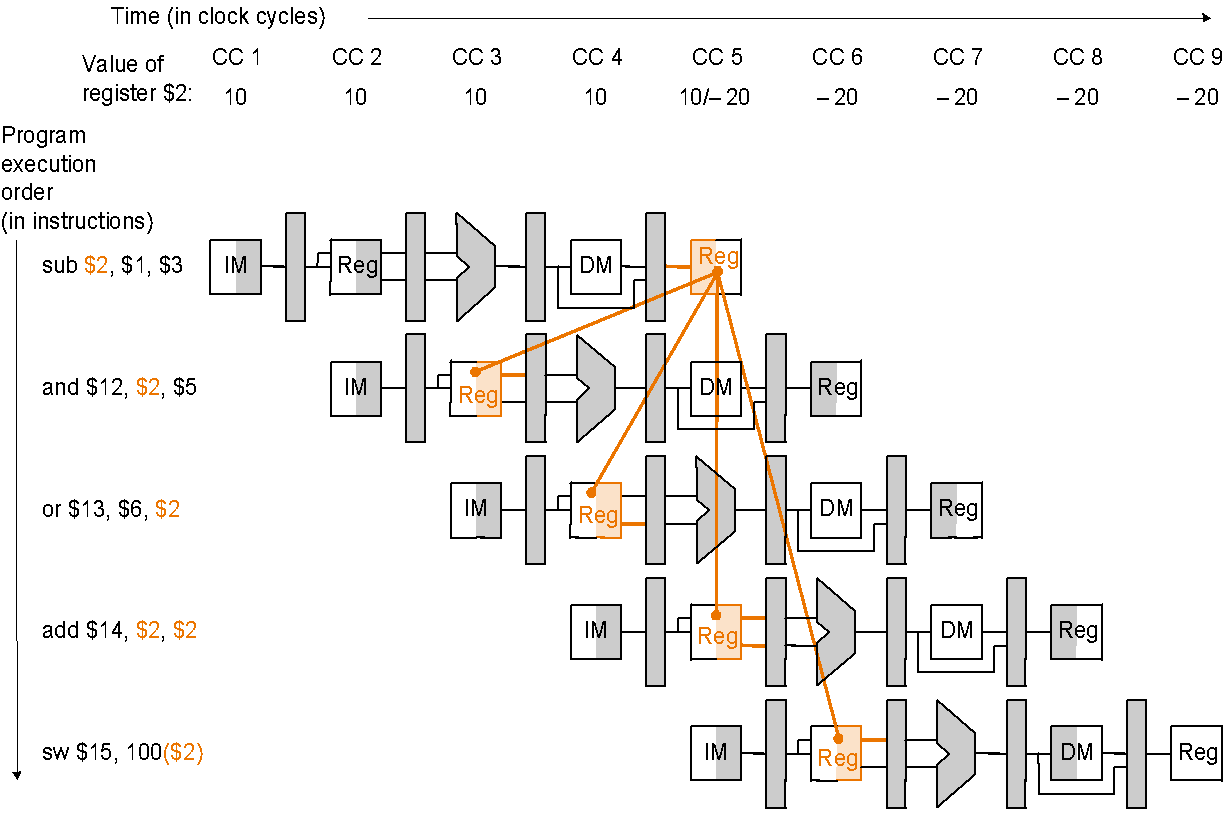 Time (in clock cycles)
CC 1 CC 2 CC 3 CC 4 CC 5 CC 6 CC 7 CC 8 CC 9
Value of
register $2: 10 10 10 10 10/– 20 – 20 – 20 – 20 – 20
Program
execution
order
(in instructions)
sub $2, $1, $3 IM Reg DM Reg
and $12, $2, $5 IM Reg DM Reg
or $13, $6, $2 IM Reg DM Reg
add $14, $2, $2 IM Reg DM Reg
sw $15, 100($2) IM Reg DM Reg